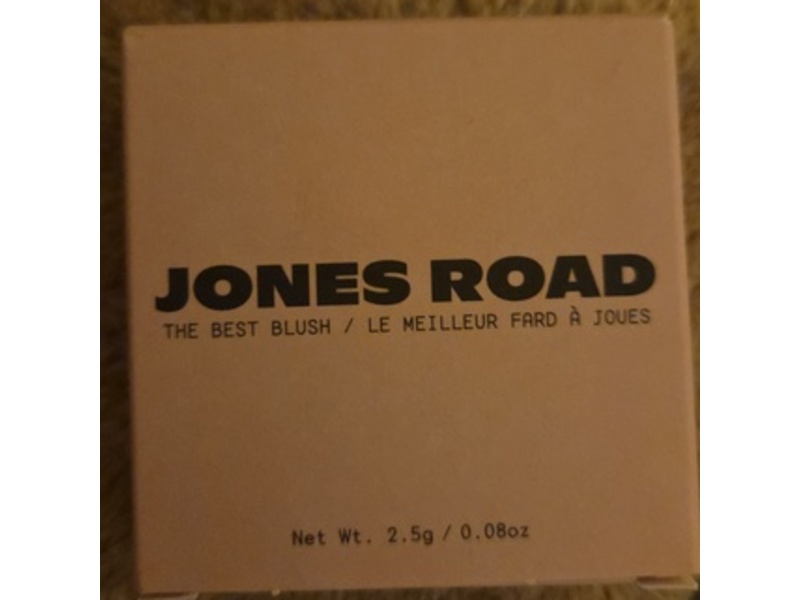 JONES ROAD
THE BEST BLUSH / LE MEILLEUR FARD À JOUES
Net Wt. 2.5g / 0.08oz